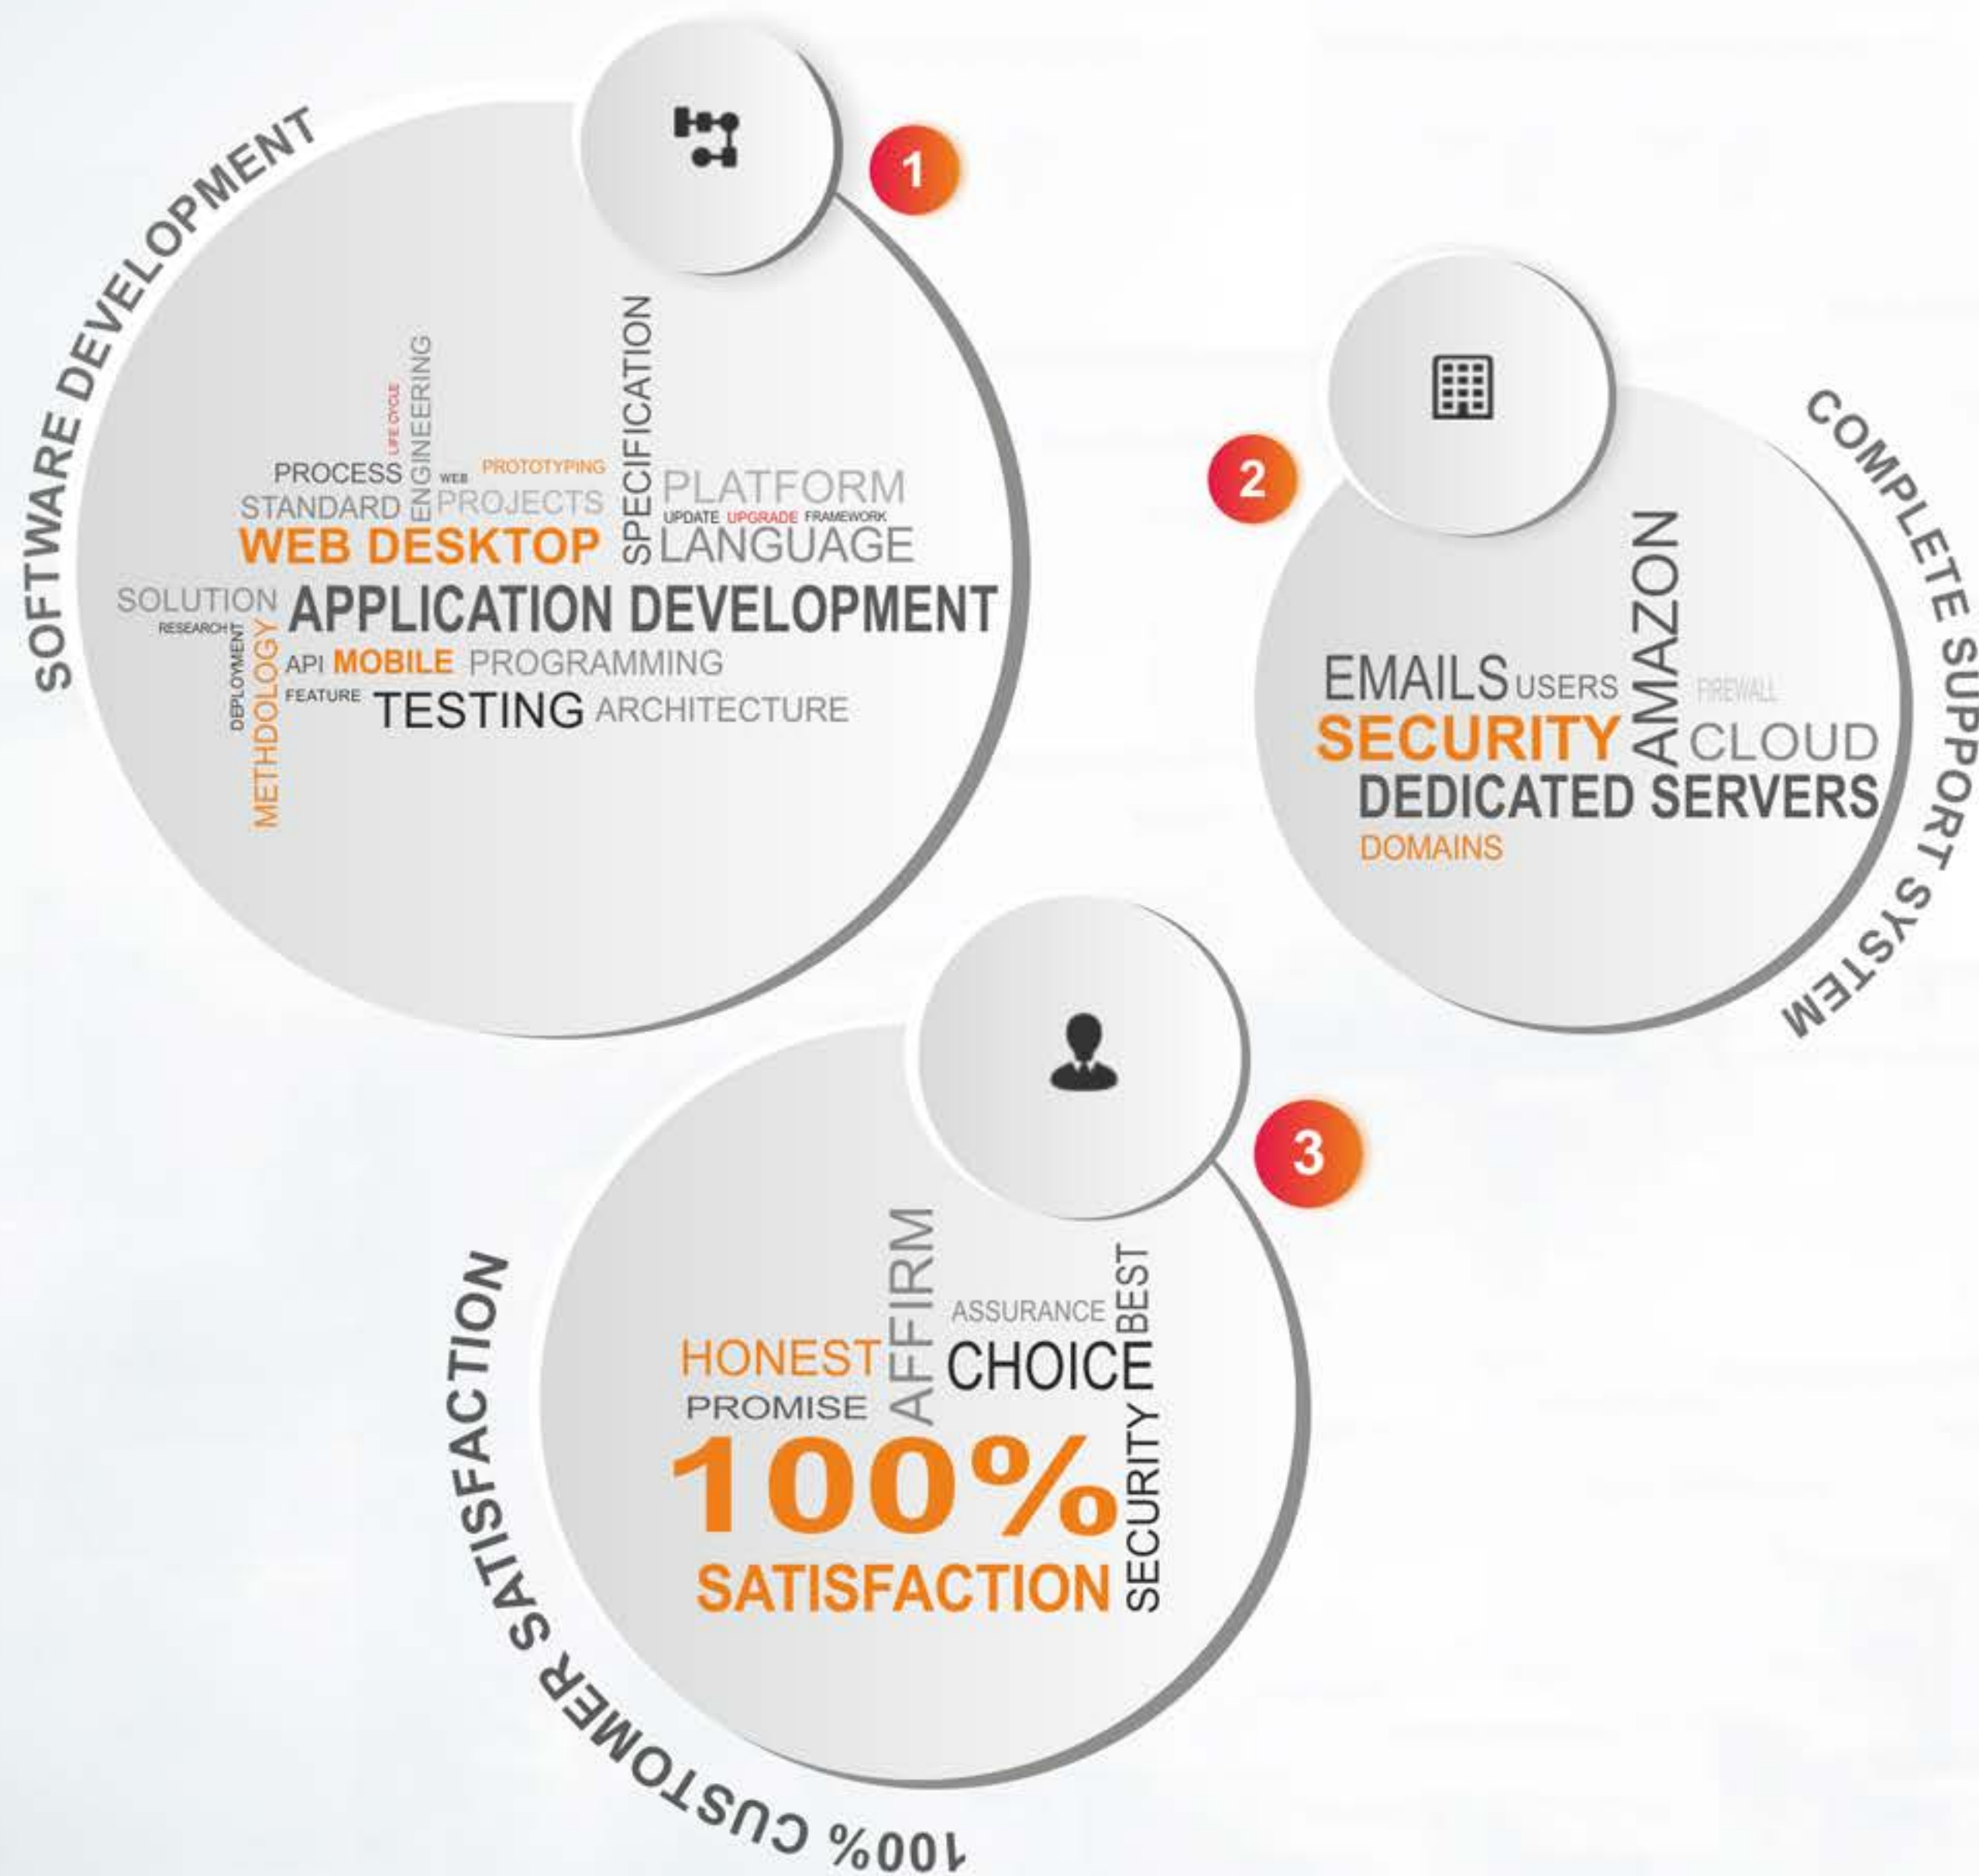 SOFTWARE DEVELOPMENT
1
LIFE CYCLE
ENGINEERING
SPECIFICATION
PROCESS
WEB
PROTOTYPING
PLATFORM
STANDARD
PROJECTS
UPDATE UPGRADE FRAMEWORK
WEB DESKTOP
LANGUAGE
SOLUTION
APPLICATION DEVELOPMENT
RESEARCH
DEPLOYMENT
METHDOLOGY
API MOBILE PROGRAMMING
FEATURE TESTING ARCHITECTURE
2
COMPLETE SUPPORT SYSTEM
AMAZON
EMAILS USERS
FIREWALL
SECURITY
CLOUD
DEDICATED SERVERS
DOMAINS
3
100% CUSTOMER SATISFACTION
AFFIRM
ASSURANCE
BEST
HONEST
CHOICE
PROMISE
100%
SECURITY
SATISFACTION